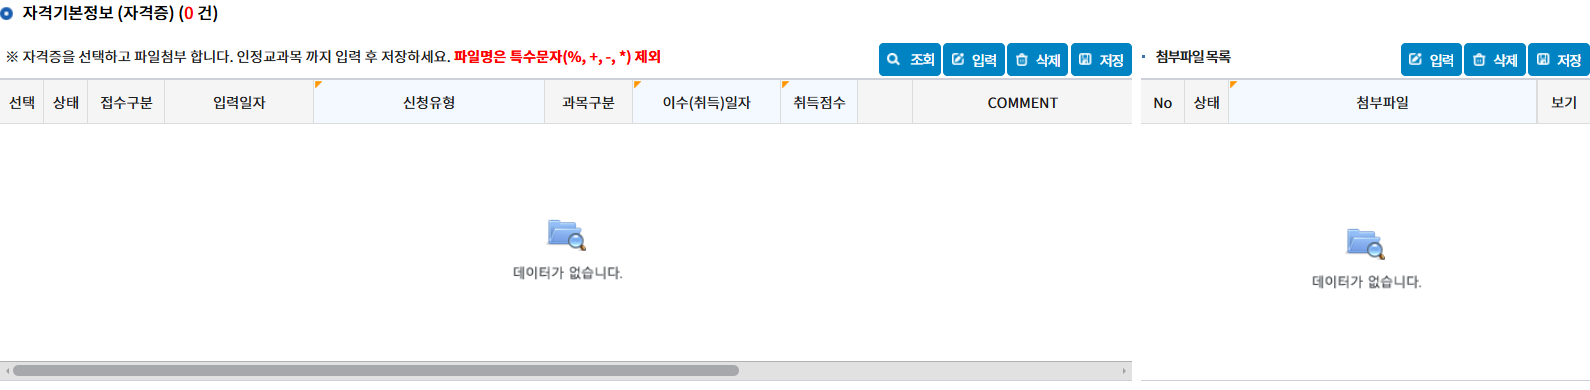 자격기본정보 (자격증) (0 건)
※ 자격증을 선택하고 파일첨부 합니다. 인정교과목 까지 입력 후 저장하세요. 파일명은 특수문자(%, +, -, *) 제외
조회 입력 삭제 저장
선택 상태 접수구분 입력일자 신청유형 과목구분 이수(취득)일자 취득점수 COMMENT
데이터가 없습니다.
첨부파일 목록
입력 삭제 저장
No 상태 첨부파일 보기
데이터가 없습니다.